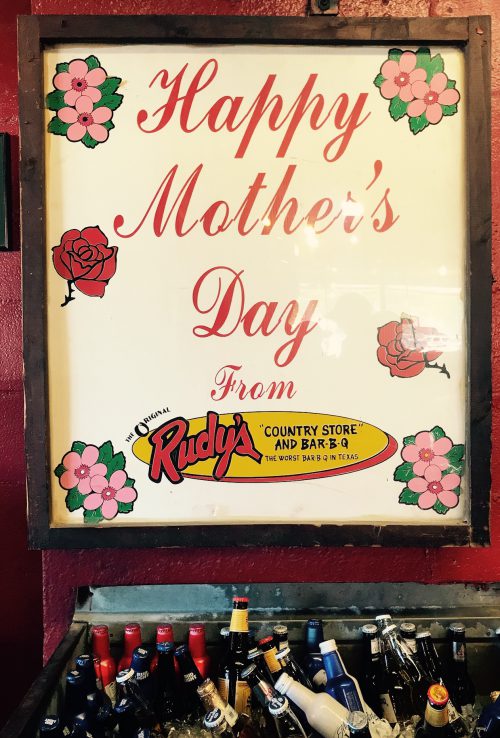 Happy
Mother's
Day
From
THE ORIGINAL
Rudy's
"COUNTRY STORE"
AND BAR-B-Q
THE WORST BAR-B-Q IN TEXAS